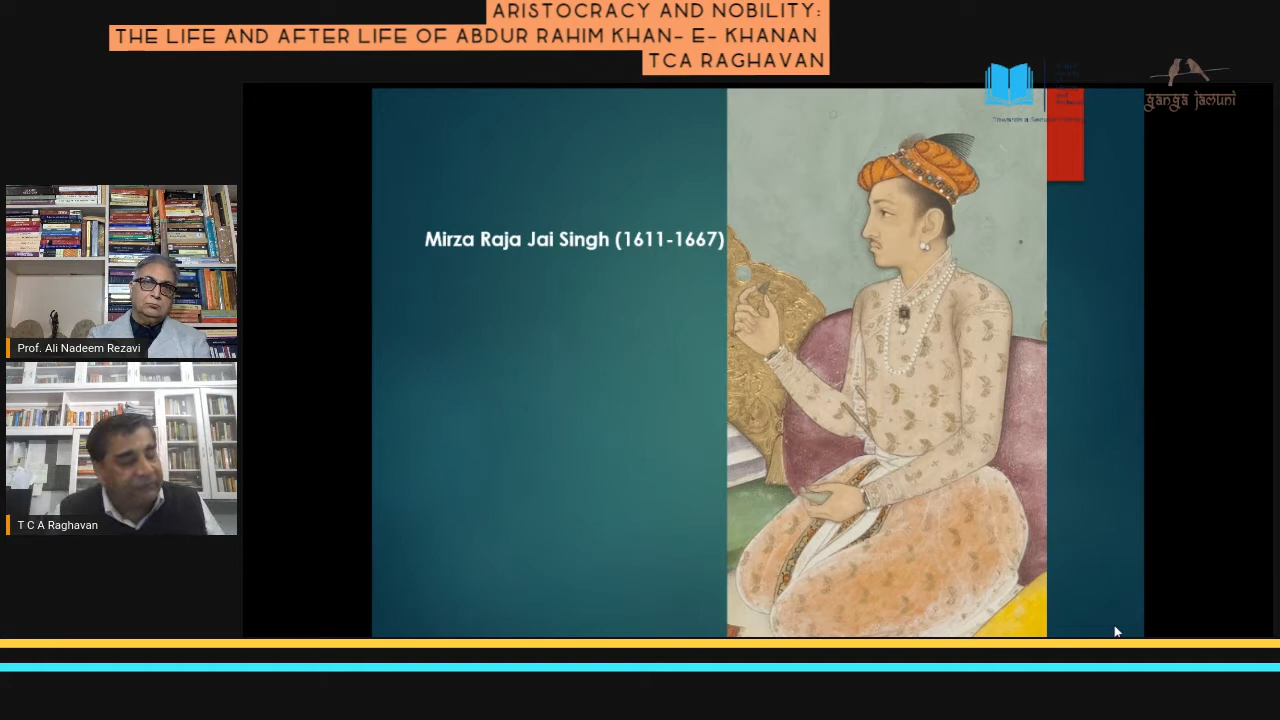 ARISTOCRACY AND NOBILITY:
THE LIFE AND AFTER LIFE OF ABDUR RAHIM KHAN- E- KHANAN
TCA RAGHAVAN
ganga jamuni
Mirza Raja Jai Singh (1611-1667)
Prof. Ali Nadeem Rezavi
T C A Raghavan